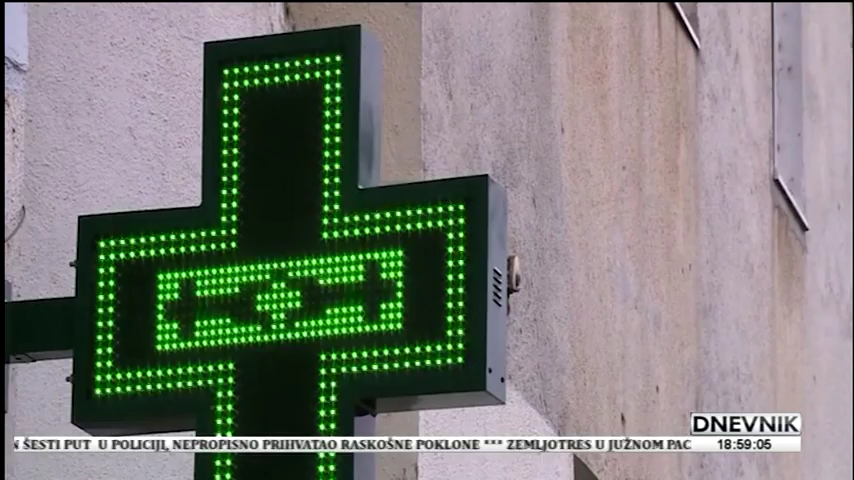 DNEVNIK
N ŠESTI PUT U POLICIJI, NEPROPISNO PRIHVATAO RASKOŠNE POKLONE *** ZEMLJOTRES U JUŽNOM PAC
18:59:05